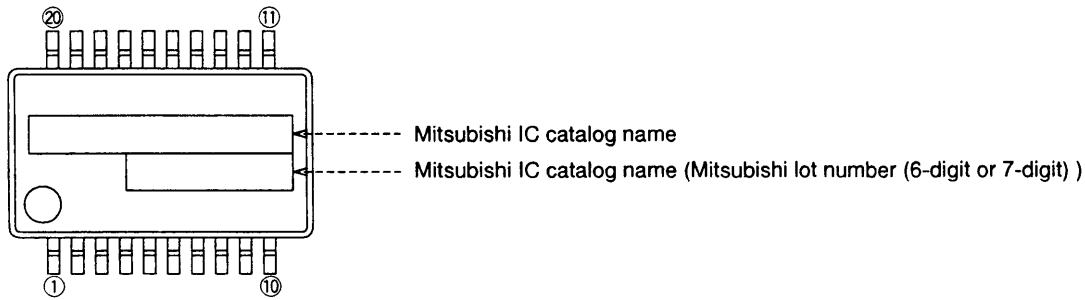 ⑳ ⑪
Mitsubishi IC catalog name
Mitsubishi IC catalog name (Mitsubishi lot number (6-digit or 7-digit) )
① ⑩